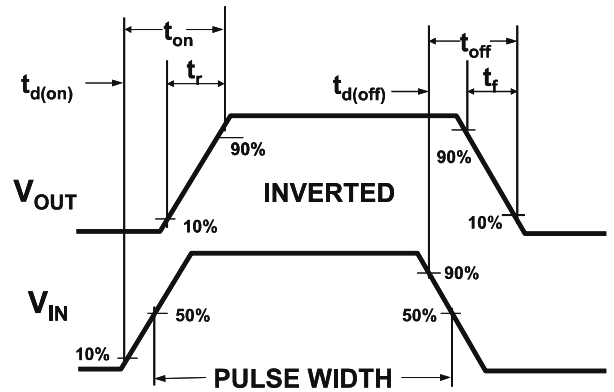 t_on
t_off
t_d(on)
t_r
t_d(off)
t_f
90%
90%
V_OUT
INVERTED
10%
10%
90%
V_IN
50%
50%
10%
PULSE WIDTH